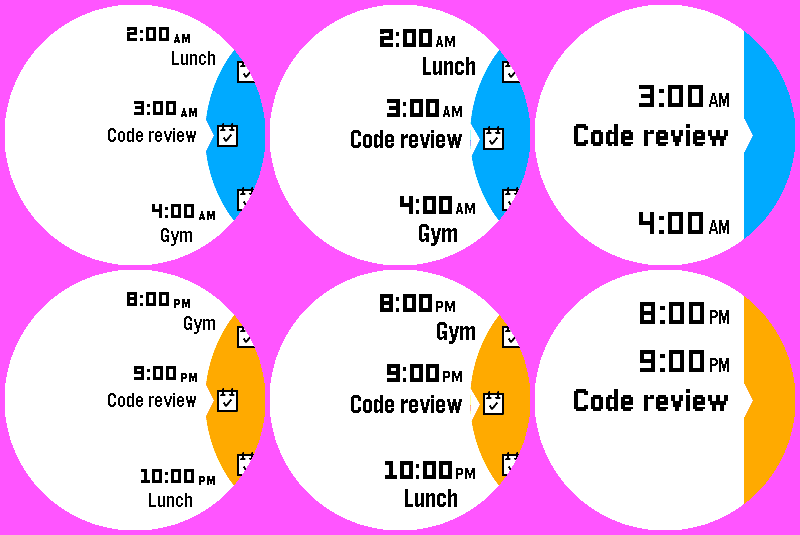 2:00 AM
Lunch
3:00 AM
Code review
4:00 AM
Gym
2:00 AM
Lunch
3:00 AM
Code review
4:00 AM
Gym
3:00 AM
Code review
4:00 AM
8:00 PM
Gym
9:00 PM
Code review
10:00 PM
Lunch
8:00 PM
Gym
9:00 PM
Code review
10:00 PM
Lunch
8:00 PM
9:00 PM
Code review